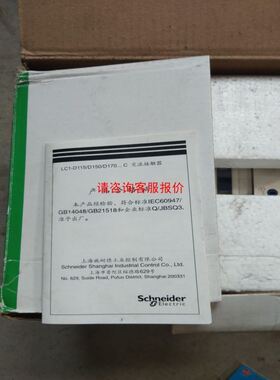 LC1-D115/D150/D170...C 交流接触器
请咨询客服报价
本产品经检验，符合标准IEC60947/
GB14048/GB21518和企业标准Q/JBSQ3,
准予出厂。
上海施耐德工业控制有限公司
Schneider Shanghai Industrial Control Co., Ltd.
上海市普陀区绥德路629号
No. 629, Suide Road, Putuo District, Shanghai 200331
Schneider
Electric